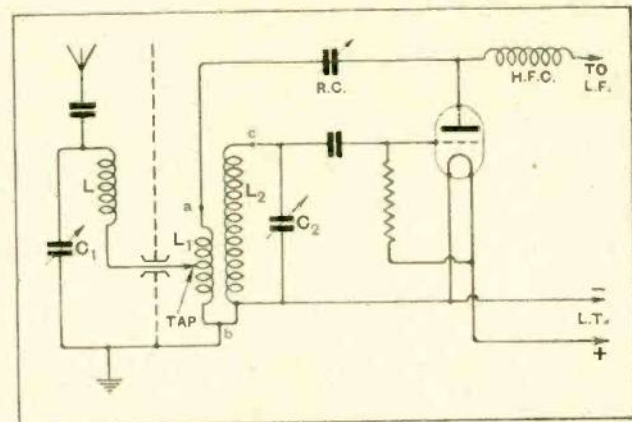 R.C.
H.F.C.
TO
L.F.
c
L
L₂
a
C₁
L₁
C₂
TAP
b
−
L.T.
+